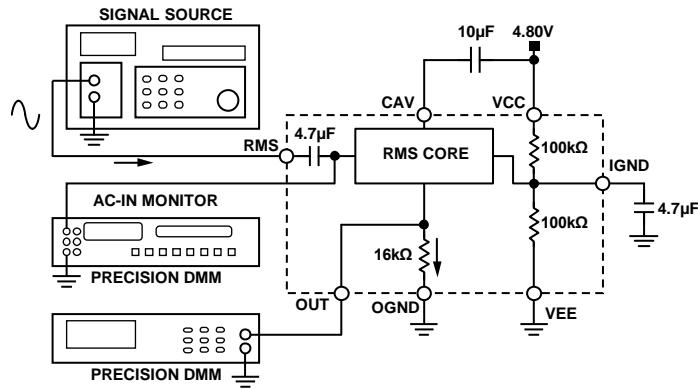 SIGNAL SOURCE
10µF
4.80V
CAV
VCC
4.7µF
RMS
RMS CORE
100kΩ
IGND
AC-IN MONITOR
100kΩ
4.7µF
PRECISION DMM
16kΩ
OUT
OGND
VEE
PRECISION DMM